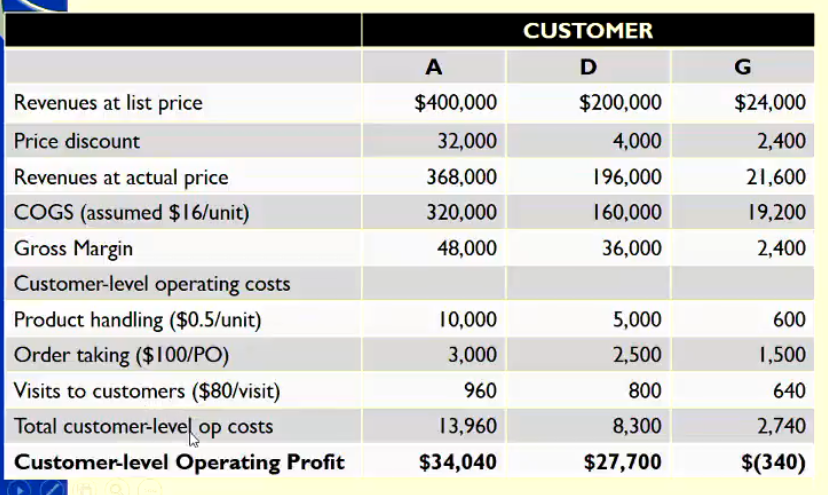 CUSTOMER
A D G
Revenues at list price $400,000 $200,000 $24,000
Price discount 32,000 4,000 2,400
Revenues at actual price 368,000 196,000 21,600
COGS (assumed $16/unit) 320,000 160,000 19,200
Gross Margin 48,000 36,000 2,400
Customer-level operating costs
Product handling ($0.5/unit) 10,000 5,000 600
Order taking ($100/PO) 3,000 2,500 1,500
Visits to customers ($80/visit) 960 800 640
Total customer-level op costs 13,960 8,300 2,740
Customer-level Operating Profit $34,040 $27,700 $(340)